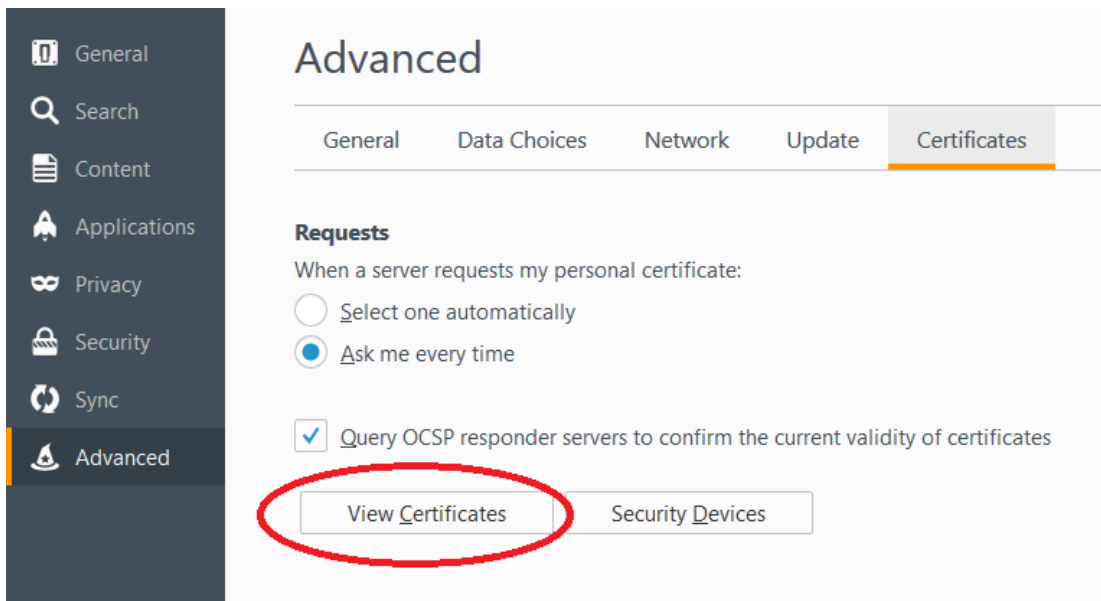 General
Search
Content
Applications
Privacy
Security
Sync
Advanced
Advanced
General Data Choices Network Update Certificates
Requests
When a server requests my personal certificate:
Select one automatically
Ask me every time
Query OCSP responder servers to confirm the current validity of certificates
View Certificates Security Devices